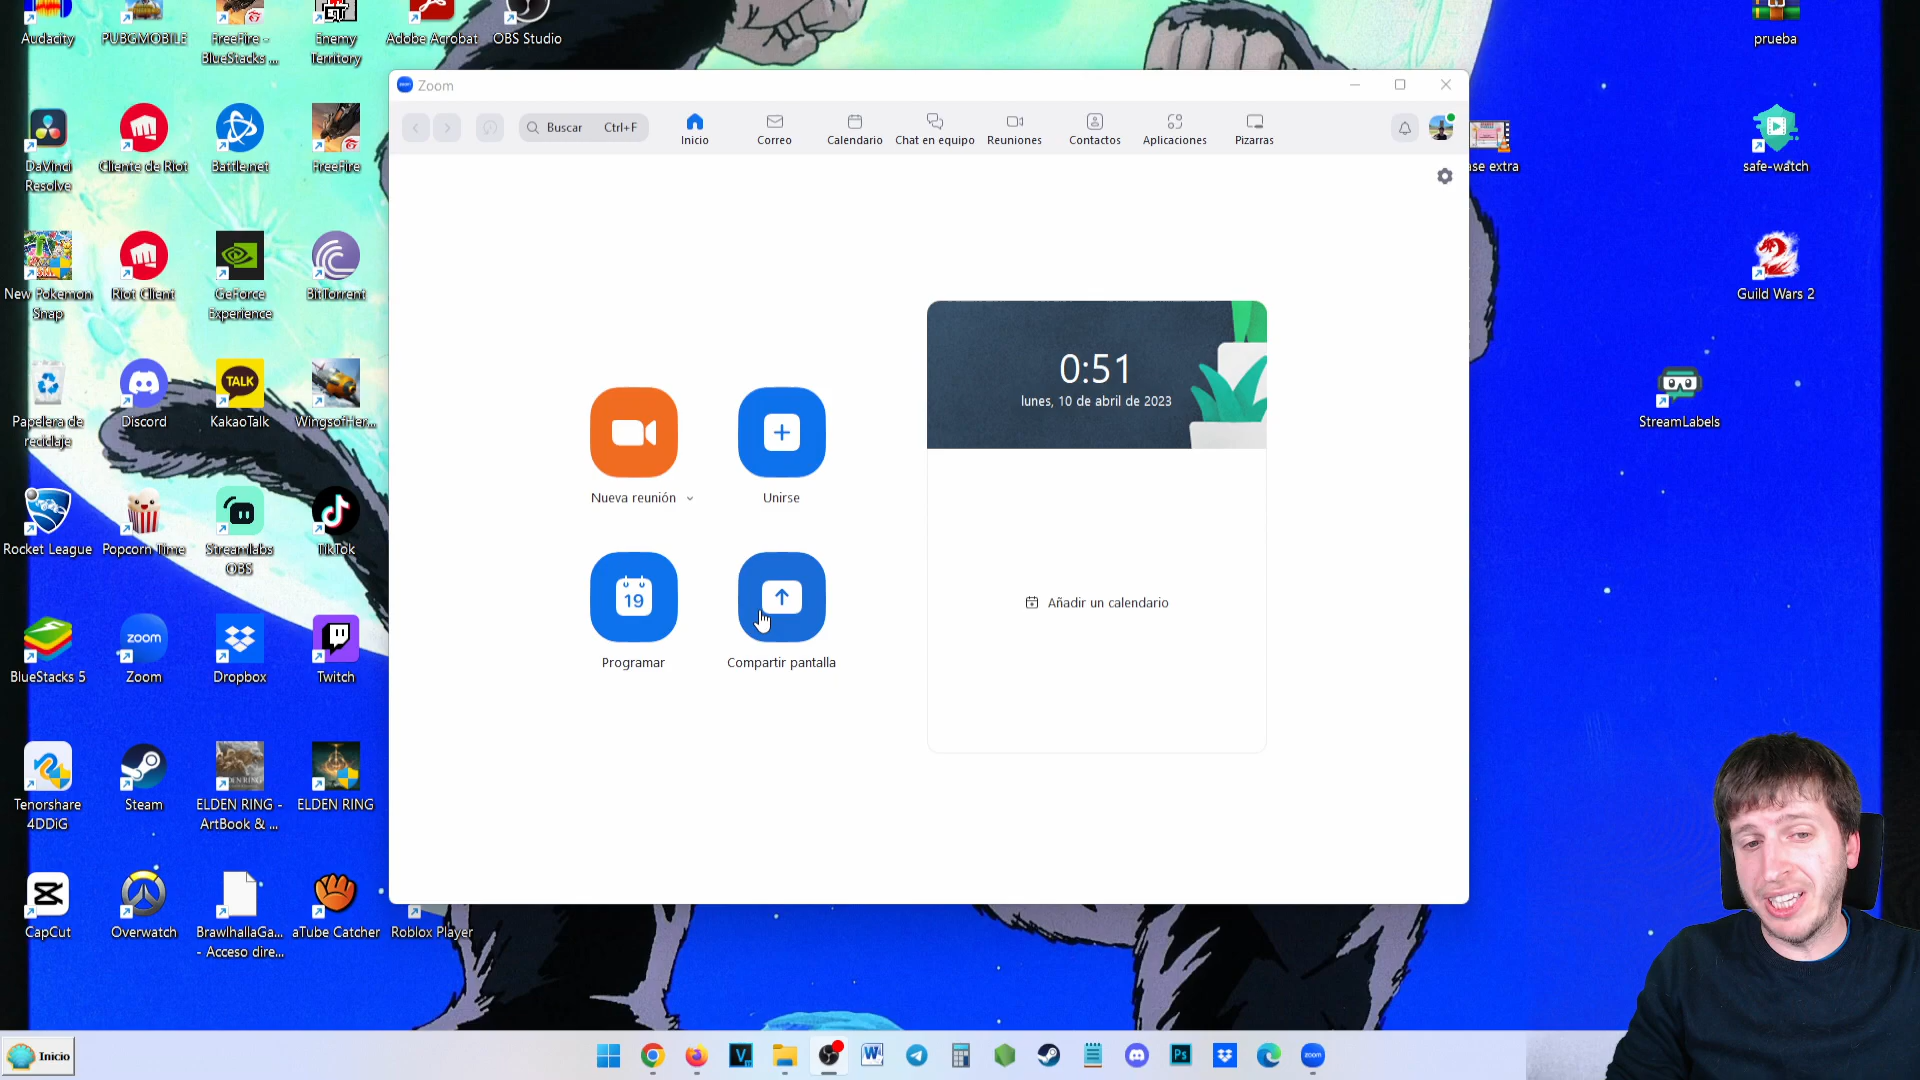 Audacity
PUBGMOBILE
FreeFire -
BlueStacks ...
Enemy
Territory
Adobe Acrobat
OBS Studio
prueba
Zoom
Buscar Ctrl+F
Inicio
Correo
Calendario
Chat en equipo
Reuniones
Contactos
Aplicaciones
Pizarras
DaVinci
Resolve
Cliente de Riot
Battle.net
FreeFire
ase extra
safe-watch
New Pokemon
Snap
Riot Client
GeForce
Experience
BitTorrent
Guild Wars 2
0:51
lunes, 10 de abril de 2023
Papelera de
reciclaje
Discord
TALK
KakaoTalk
WingsofHer...
StreamLabels
Nueva reunión
Unirse
Rocket League
Popcorn Time
Streamlabs
OBS
TikTok
19
Añadir un calendario
Programar
Compartir pantalla
BlueStacks 5
zoom
Zoom
Dropbox
Twitch
Tenorshare
4DDiG
Steam
ELDEN RING -
ArtBook & ...
ELDEN RING
CapCut
Overwatch
BrawlhallaGa...
- Acceso dire...
aTube Catcher
Roblox Player
Inicio
V
W
Ps
zoom